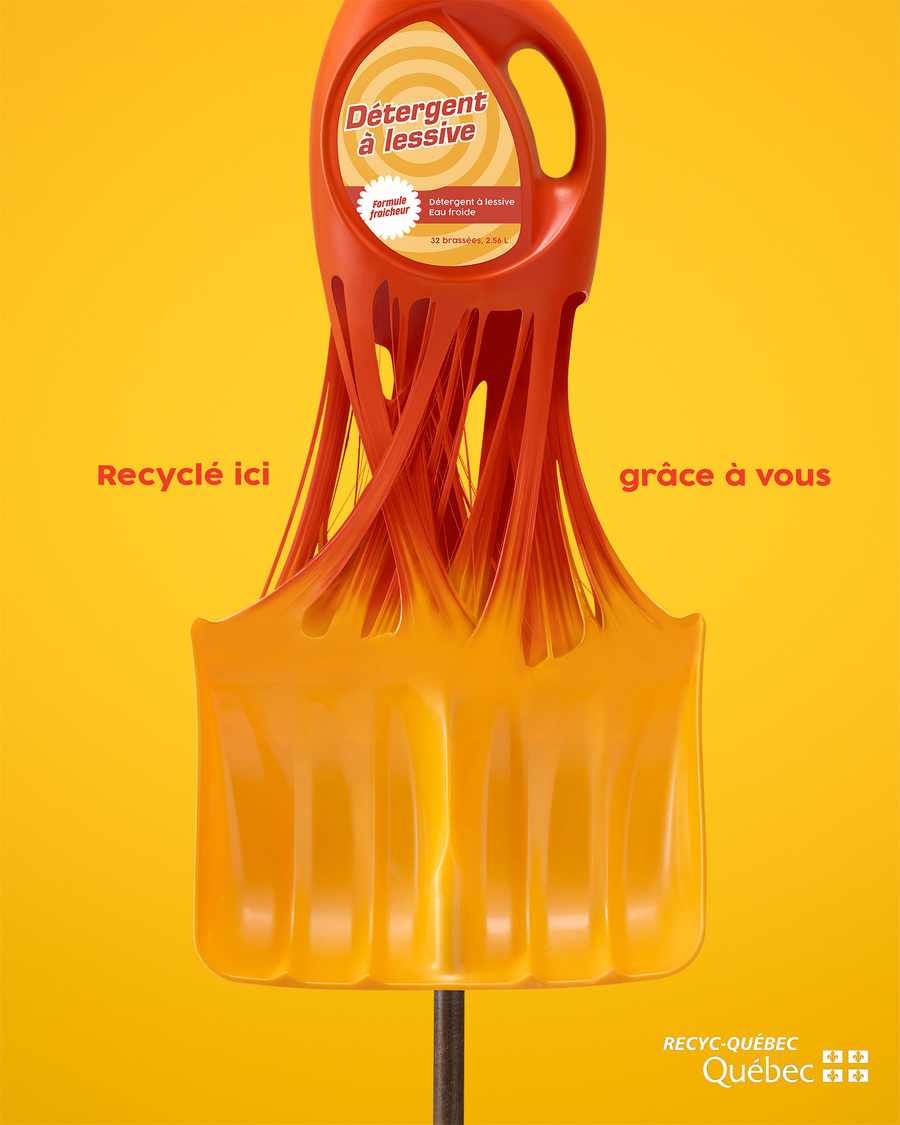 Détergent
à lessive
Formule
fraîcheur
Détergent à lessive
Eau froide
32 brassées, 2.56 L
Recyclé ici
grâce à vous
RECYC-QUÉBEC
Québec